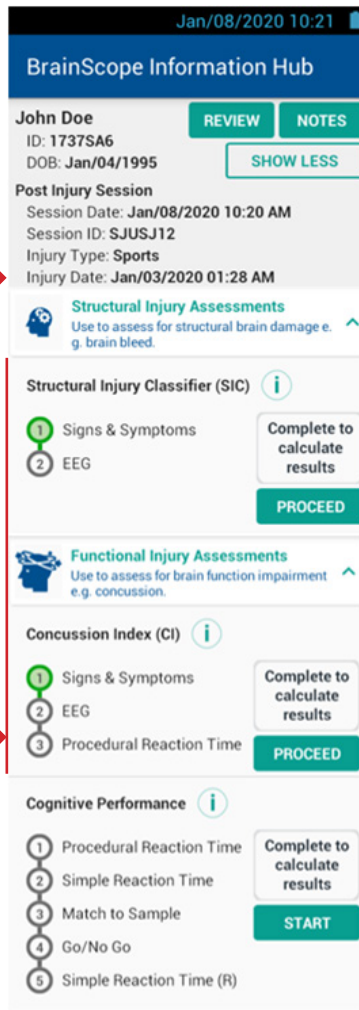 Jan/08/2020 10:21
BrainScope Information Hub
John Doe
REVIEW
NOTES
ID: 1737SA6
DOB: Jan/04/1995
SHOW LESS
Post Injury Session
Session Date: Jan/08/2020 10:20 AM
Session ID: SJUSJ12
Injury Type: Sports
Injury Date: Jan/03/2020 01:28 AM
Structural Injury Assessments
Use to assess for structural brain damage e.
g. brain bleed.
Structural Injury Classifier (SIC) i
1 Signs & Symptoms
2 EEG
Complete to
calculate
results
PROCEED
Functional Injury Assessments
Use to assess for brain function impairment
e.g. concussion.
Concussion Index (CI) i
1 Signs & Symptoms
2 EEG
3 Procedural Reaction Time
Complete to
calculate
results
PROCEED
Cognitive Performance i
1 Procedural Reaction Time
2 Simple Reaction Time
3 Match to Sample
4 Go/No Go
5 Simple Reaction Time (R)
Complete to
calculate
results
START